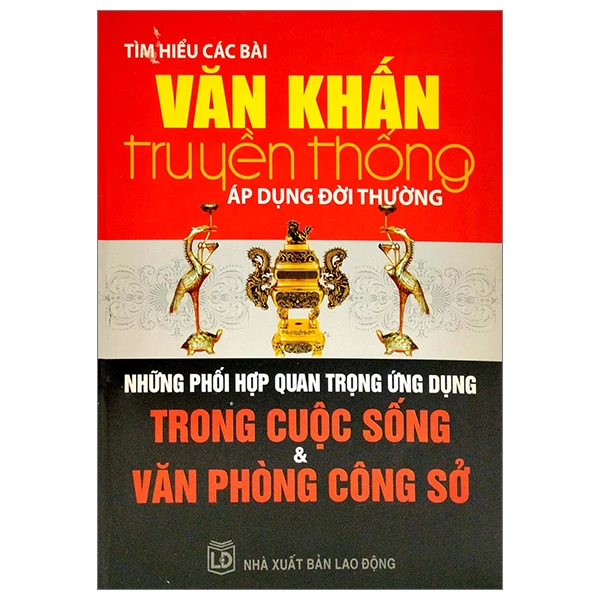 TÌM HIỂU CÁC BÀI
VĂN KHẤN
truyền thống
ÁP DỤNG ĐỜI THƯỜNG
NHỮNG PHỐI HỢP QUAN TRỌNG ỨNG DỤNG
TRONG CUỘC SỐNG
&
VĂN PHÒNG CÔNG SỞ
LĐ
NHÀ XUẤT BẢN LAO ĐỘNG